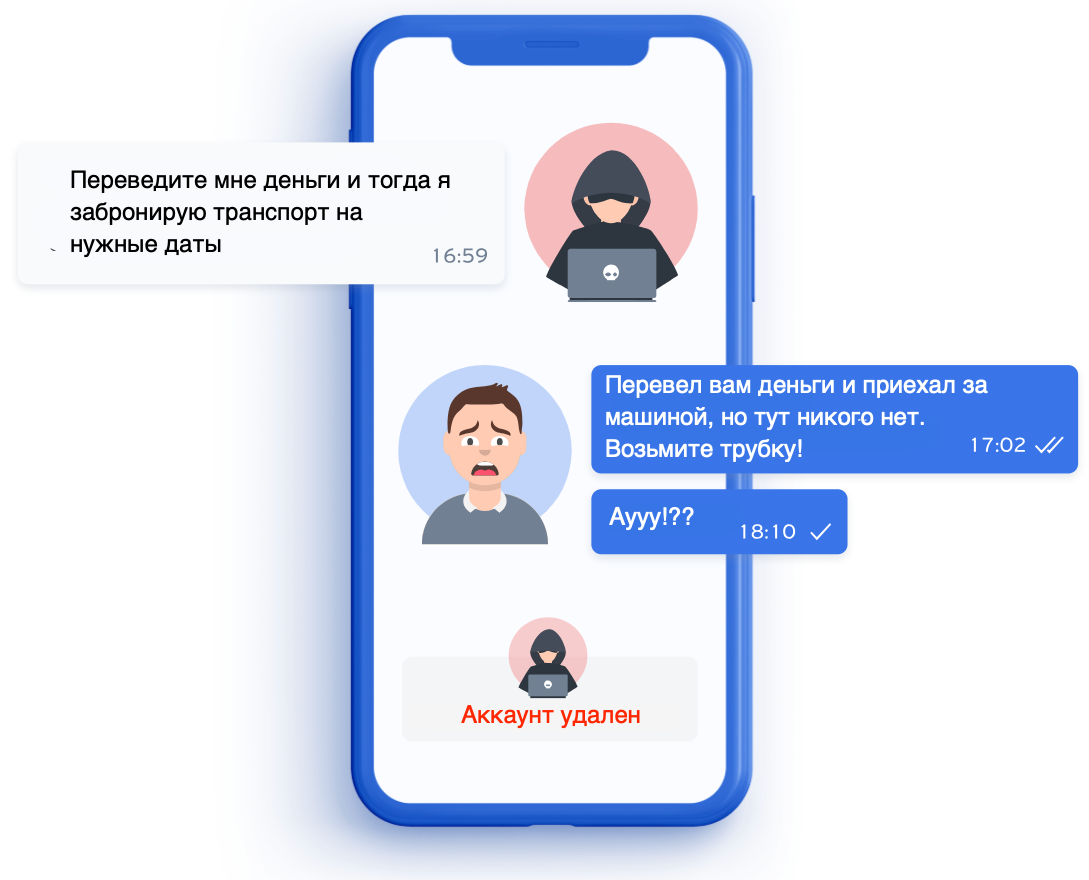 Переведите мне деньги и тогда я
забронирую транспорт на
нужные даты
16:59
Перевел вам деньги и приехал за
машиной, но тут никого нет.
Возьмите трубку!
17:02
Аууу!??
18:10
Аккаунт удален